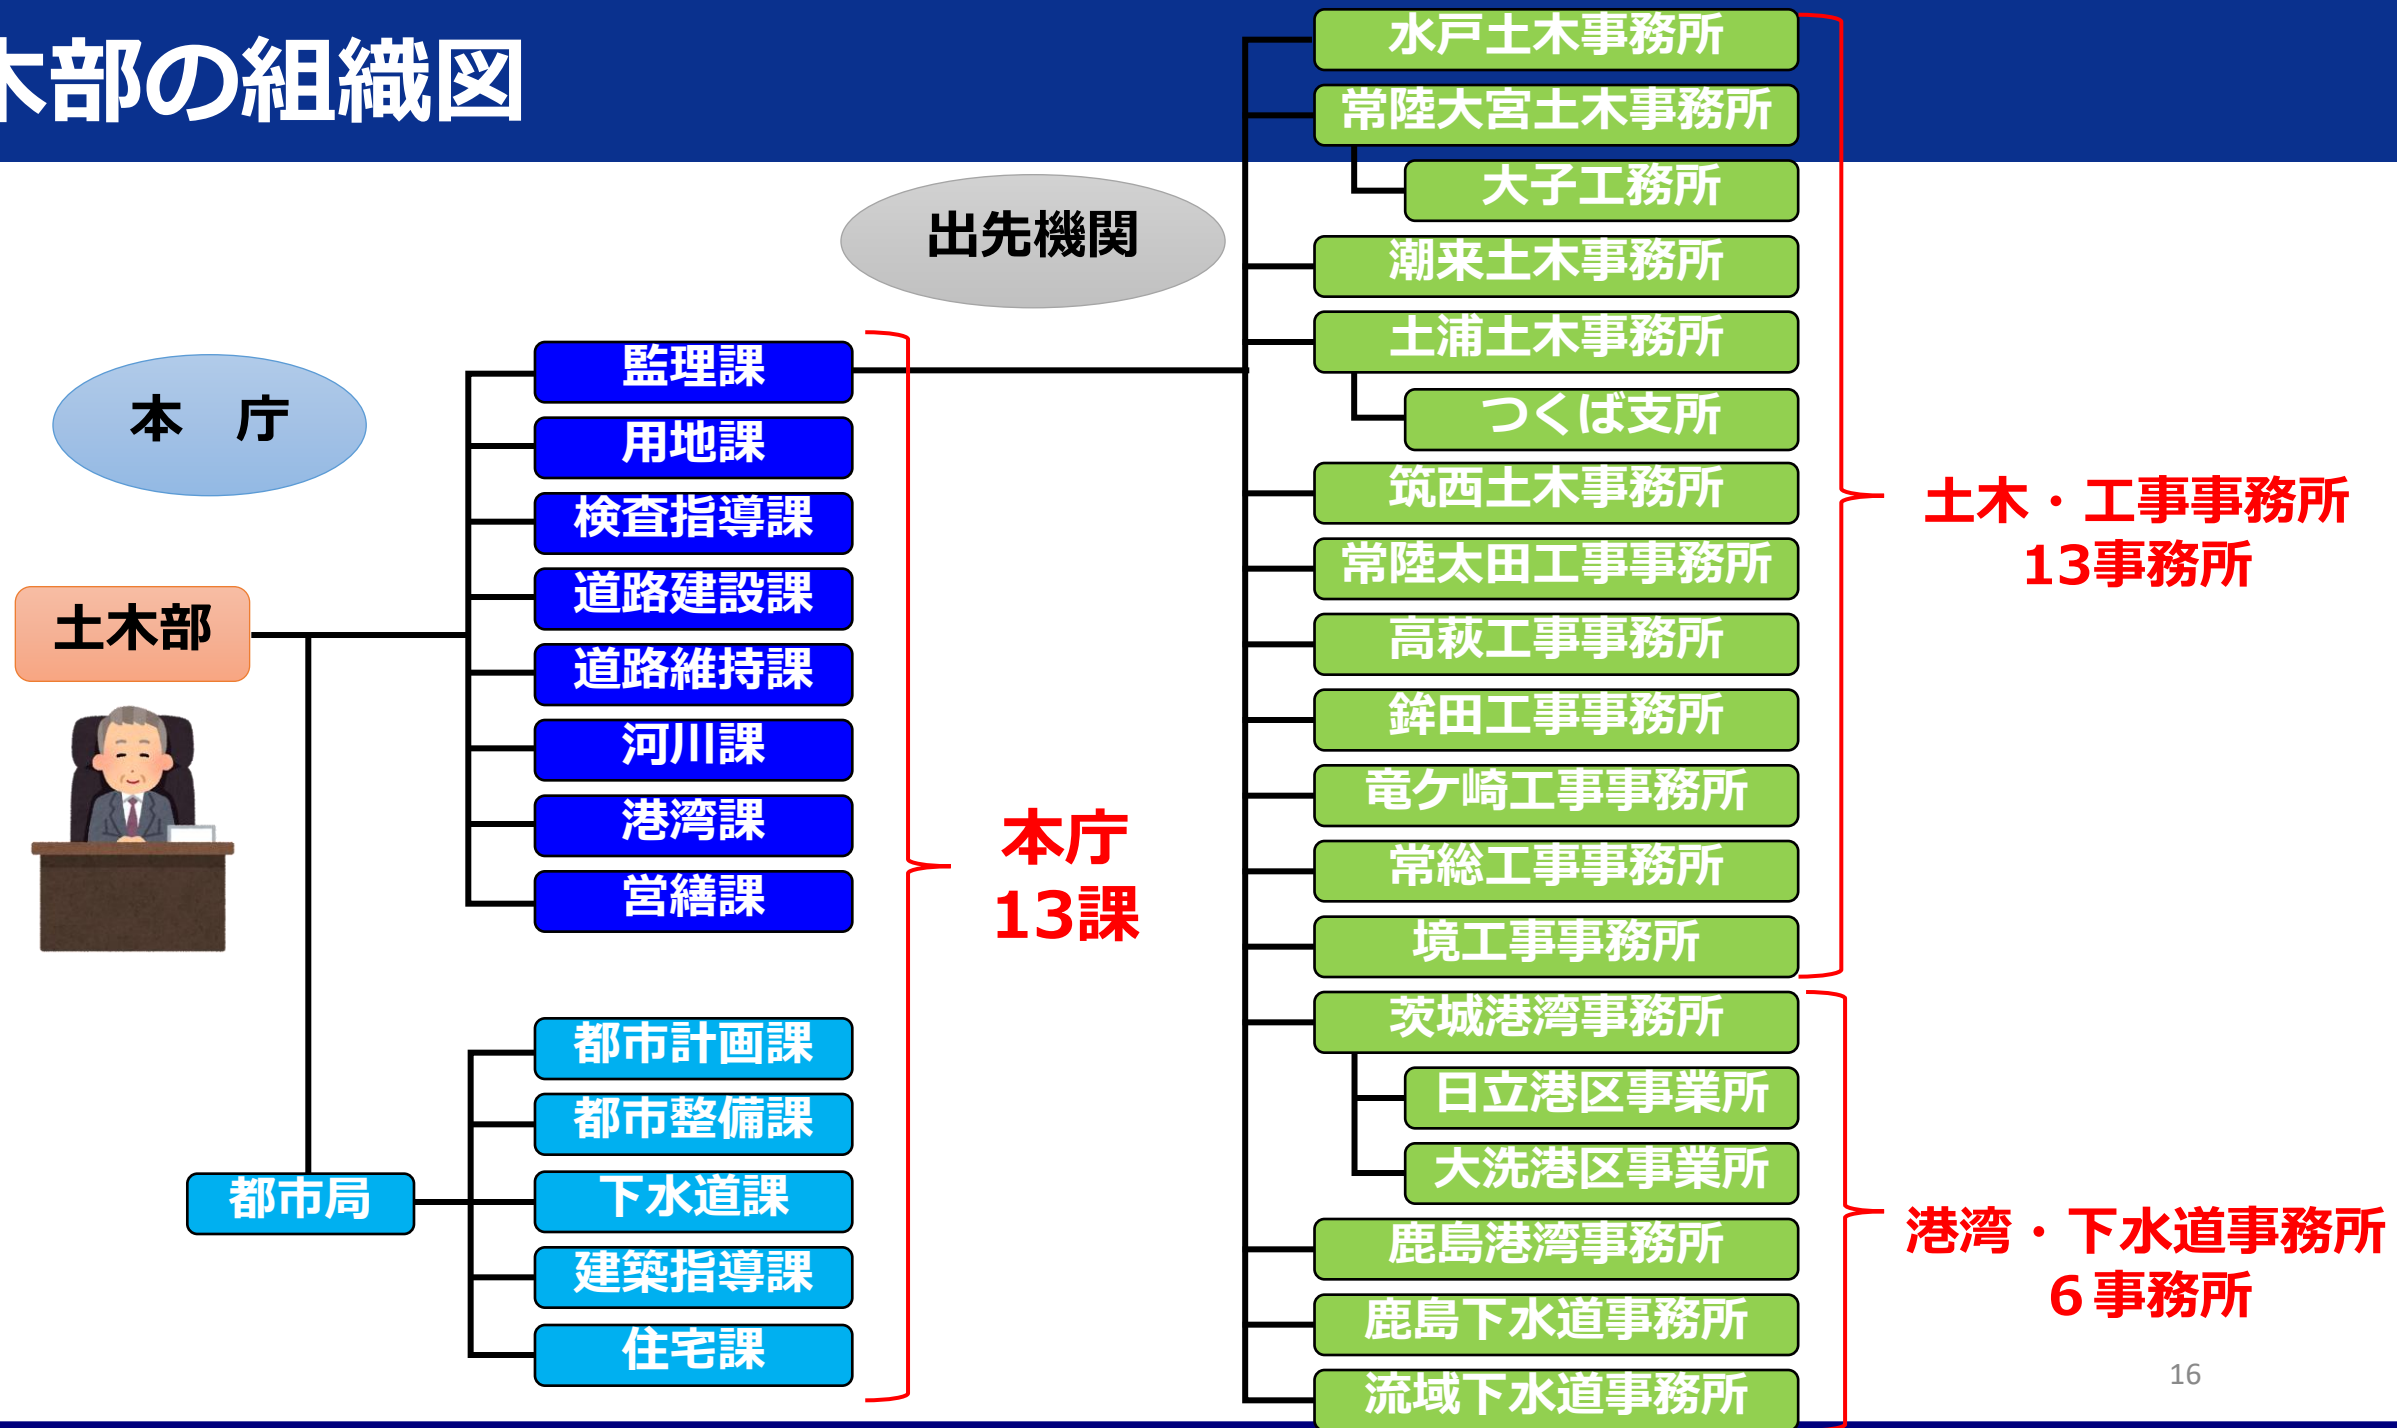 木部の組織図
出先機関
本　庁
土木部
都市局
監理課
用地課
検査指導課
道路建設課
道路維持課
河川課
港湾課
営繕課
都市計画課
都市整備課
下水道課
建築指導課
住宅課
本庁
13課
水戸土木事務所
常陸大宮土木事務所
大子工務所
潮来土木事務所
土浦土木事務所
つくば支所
筑西土木事務所
常陸太田工事事務所
高萩工事事務所
鉾田工事事務所
竜ケ崎工事事務所
常総工事事務所
境工事事務所
茨城港湾事務所
日立港区事業所
大洗港区事業所
鹿島港湾事務所
鹿島下水道事務所
流域下水道事務所
土木・工事事務所
13事務所
港湾・下水道事務所
６事務所
16